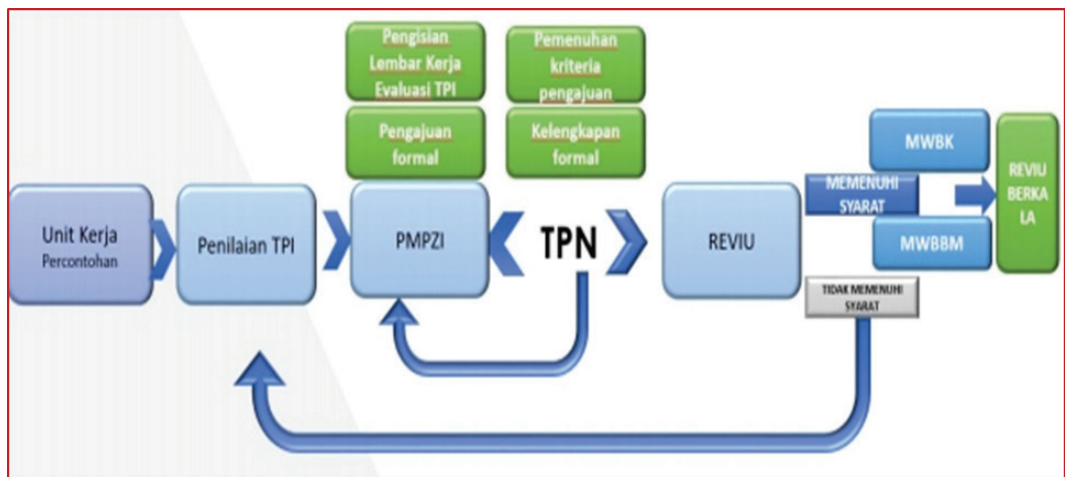 Pengisian
Lembar Kerja
Evaluasi TPI
Pemenuhan
kriteria
pengajuan
Pengajuan
formal
Kelengkapan
formal
Unit Kerja
Percontohan
Penilaian TPI
PMPZI
TPN
REVIU
MEMENUHI
SYARAT
MWBK
MWBBM
REVIU
BERKA
LA
TIDAK MEMENUHI
SYARAT